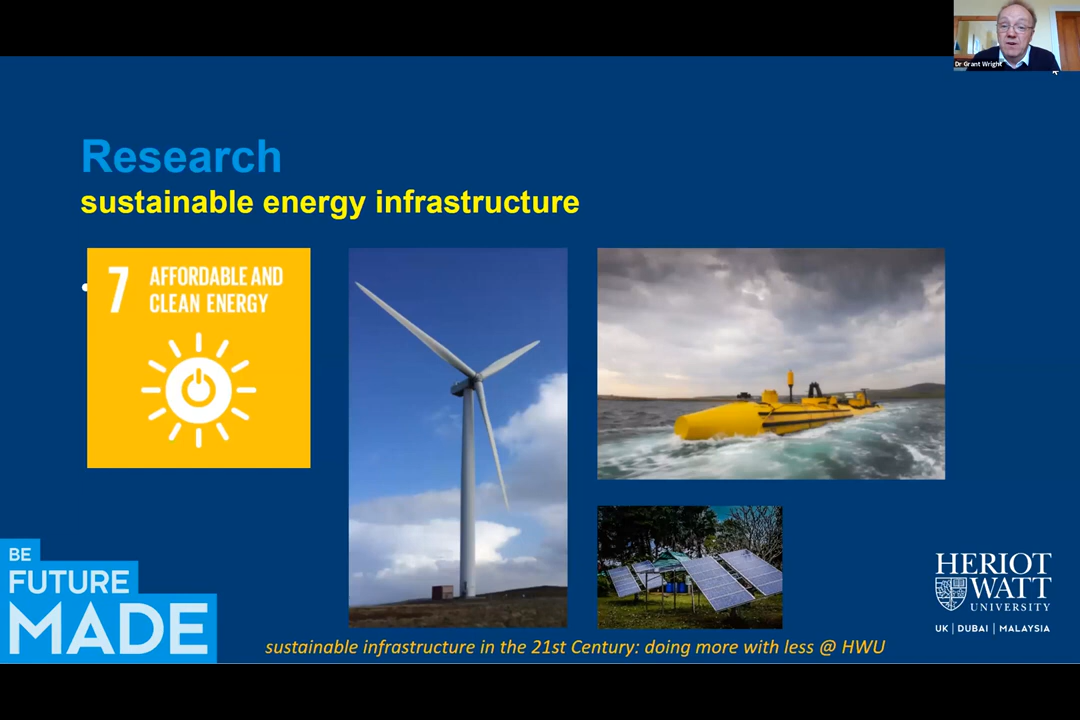 Dr Grant Wright
Research
sustainable energy infrastructure
7 AFFORDABLE AND
CLEAN ENERGY
BE
FUTURE
MADE
sustainable infrastructure in the 21st Century: doing more with less @ HWU
HERIOT
WATT
UNIVERSITY
UK | DUBAI | MALAYSIA